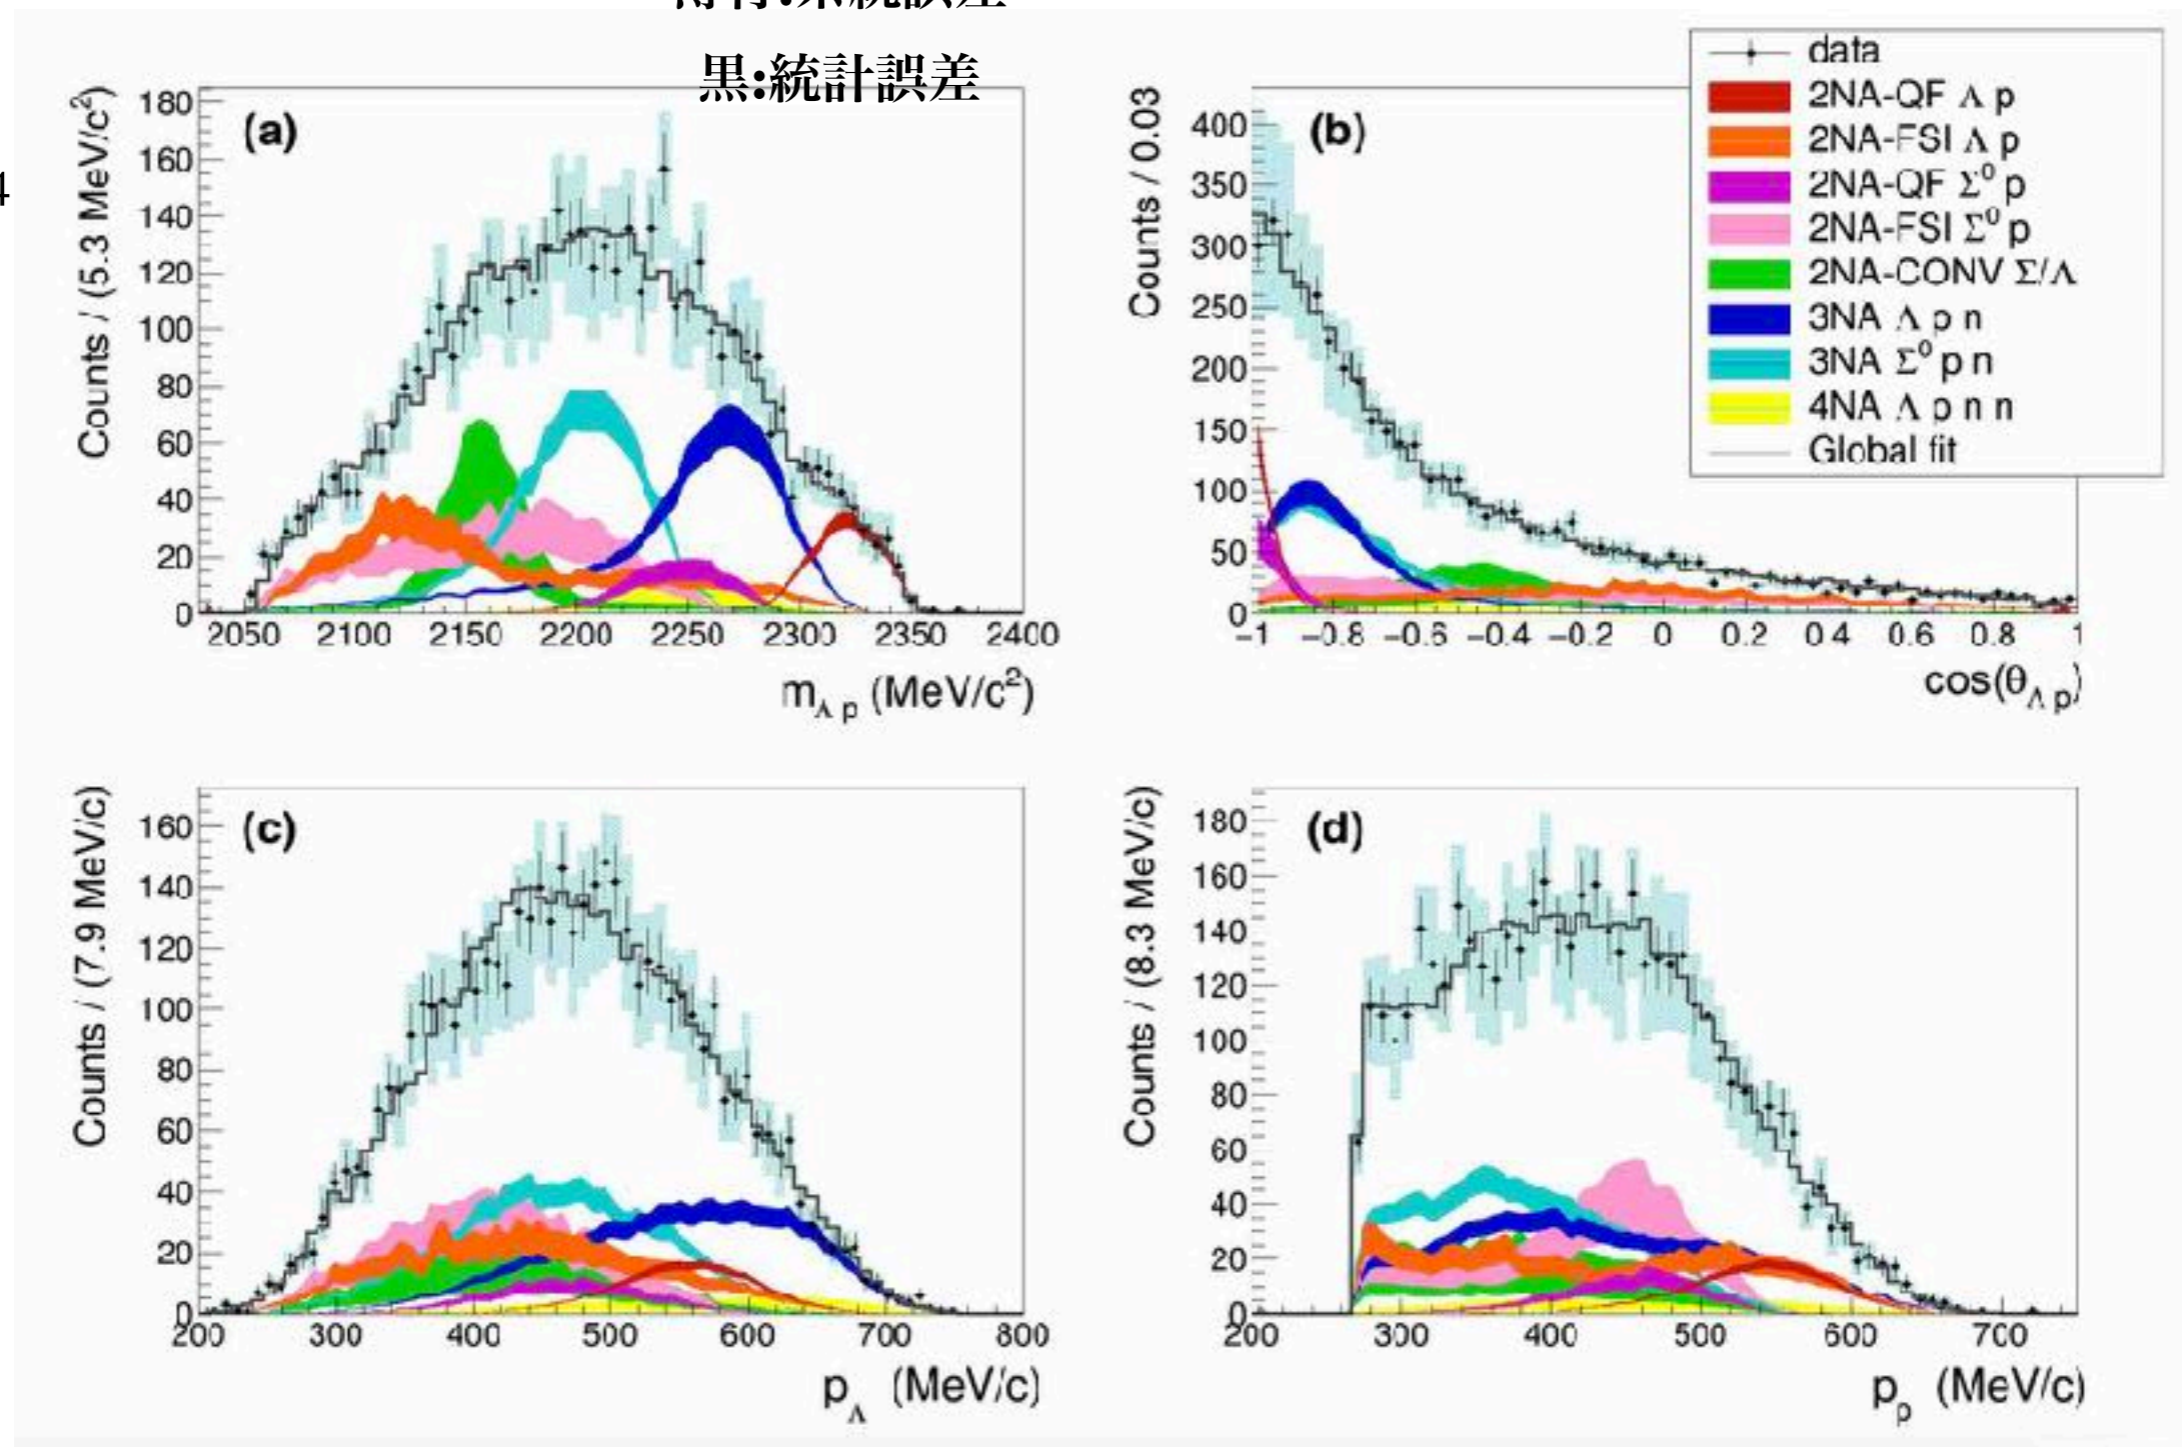 黒:統計誤差
4
(a)
Counts / (5.3 MeV/c²)
180
160
140
120
100
80
60
40
20
0
2050 2100 2150 2200 2250 2300 2350 2400
m_Λ p (MeV/c²)
(b)
Counts / 0.03
400
350
300
250
200
150
100
50
0
−1 −0.8 −0.6 −0.4 −0.2 0 0.2 0.4 0.6 0.8 1
cos(θ_Λ p)
data
2NA-QF Λ p
2NA-FSI Λ p
2NA-QF Σ⁰ p
2NA-FSI Σ⁰ p
2NA-CONV Σ/Λ
3NA Λ p n
3NA Σ⁰ p n
4NA Λ p n n
Global fit
(c)
Counts / (7.9 MeV/c)
160
140
120
100
80
60
40
20
0
200 300 400 500 600 700 800
p_Λ (MeV/c)
(d)
Counts / (8.3 MeV/c)
180
160
140
120
100
80
60
40
20
0
200 300 400 500 600 700
p_p (MeV/c)